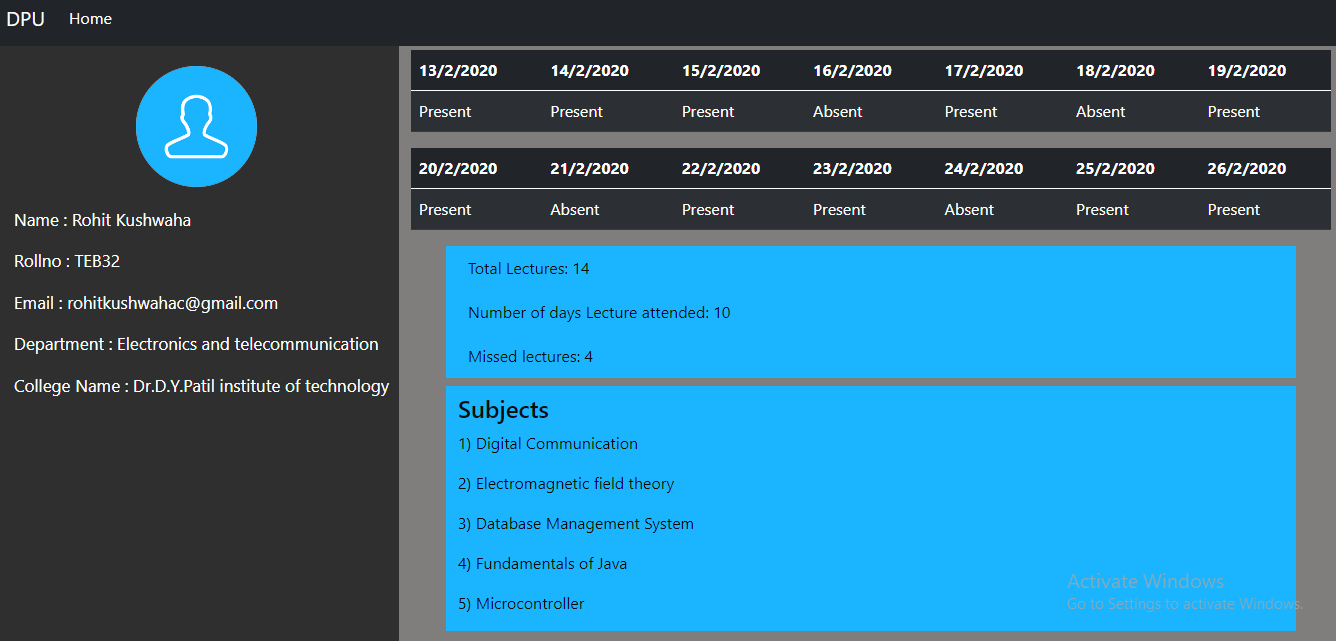 DPU Home
Name : Rohit Kushwaha
Rollno : TEB32
Email : rohitkushwahac@gmail.com
Department : Electronics and telecommunication
College Name : Dr.D.Y.Patil institute of technology
13/2/2020 14/2/2020 15/2/2020 16/2/2020 17/2/2020 18/2/2020 19/2/2020
Present Present Present Absent Present Absent Present
20/2/2020 21/2/2020 22/2/2020 23/2/2020 24/2/2020 25/2/2020 26/2/2020
Present Absent Present Present Absent Present Present
Total Lectures: 14
Number of days Lecture attended: 10
Missed lectures: 4
Subjects
1) Digital Communication
2) Electromagnetic field theory
3) Database Management System
4) Fundamentals of Java
5) Microcontroller
Activate Windows
Go to Settings to activate Windows.